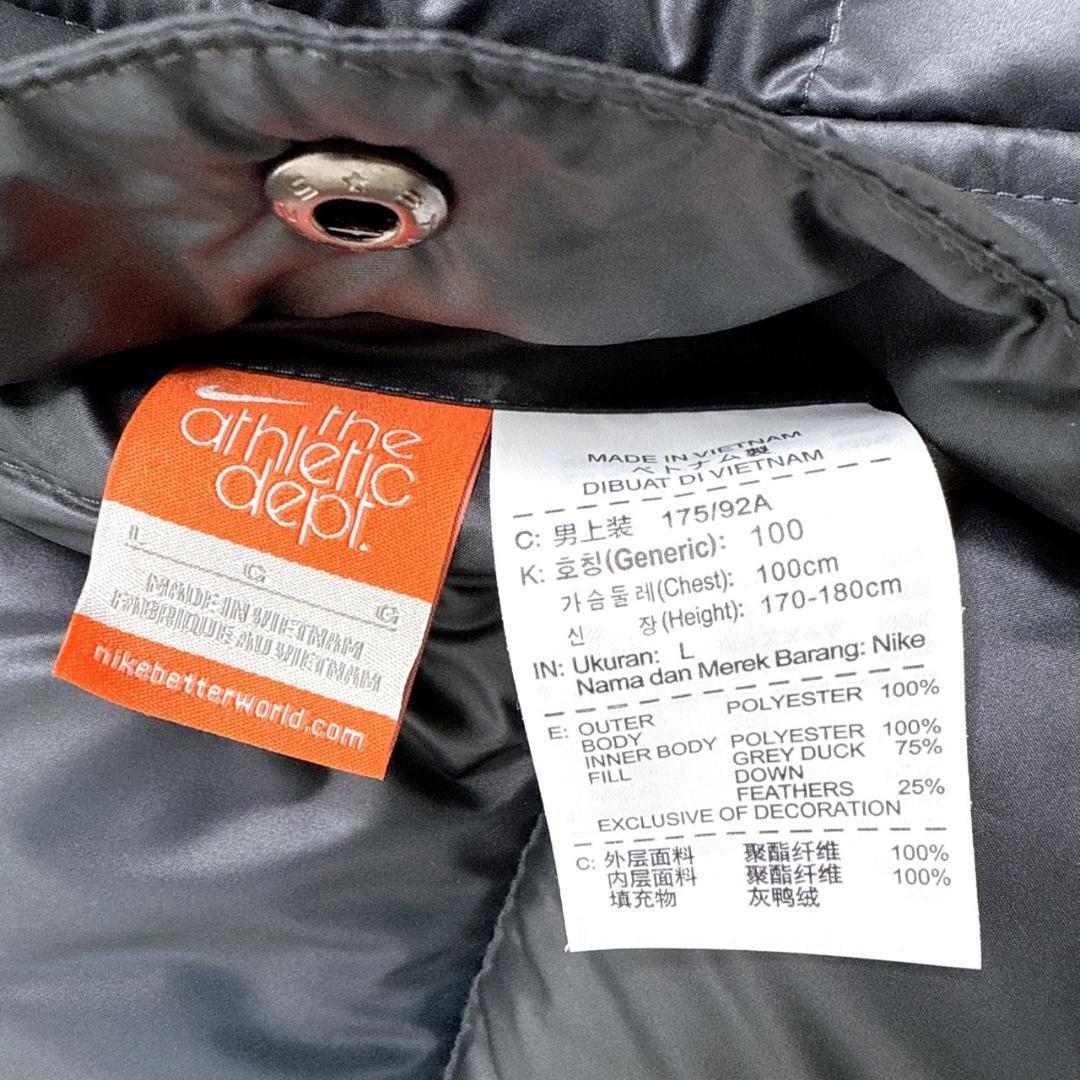 the
athletic
dept.
L
G
G
MADE IN VIETNAM
FABRIQUE AU VIETNAM
nikebetterworld.com
MADE IN VIETNAM
ベトナム製
DIBUAT DI VIETNAM
C: 男上装 175/92A
K: 호칭(Generic): 100
가슴둘레(Chest): 100cm
신 장(Height): 170-180cm
IN: Ukuran: L
Nama dan Merek Barang: Nike
E: OUTER BODY POLYESTER 100%
INNER BODY POLYESTER 100%
FILL GREY DUCK DOWN 75%
FEATHERS 25%
EXCLUSIVE OF DECORATION
C: 外层面料 聚酯纤维 100%
内层面料 聚酯纤维 100%
填充物 灰鸭绒